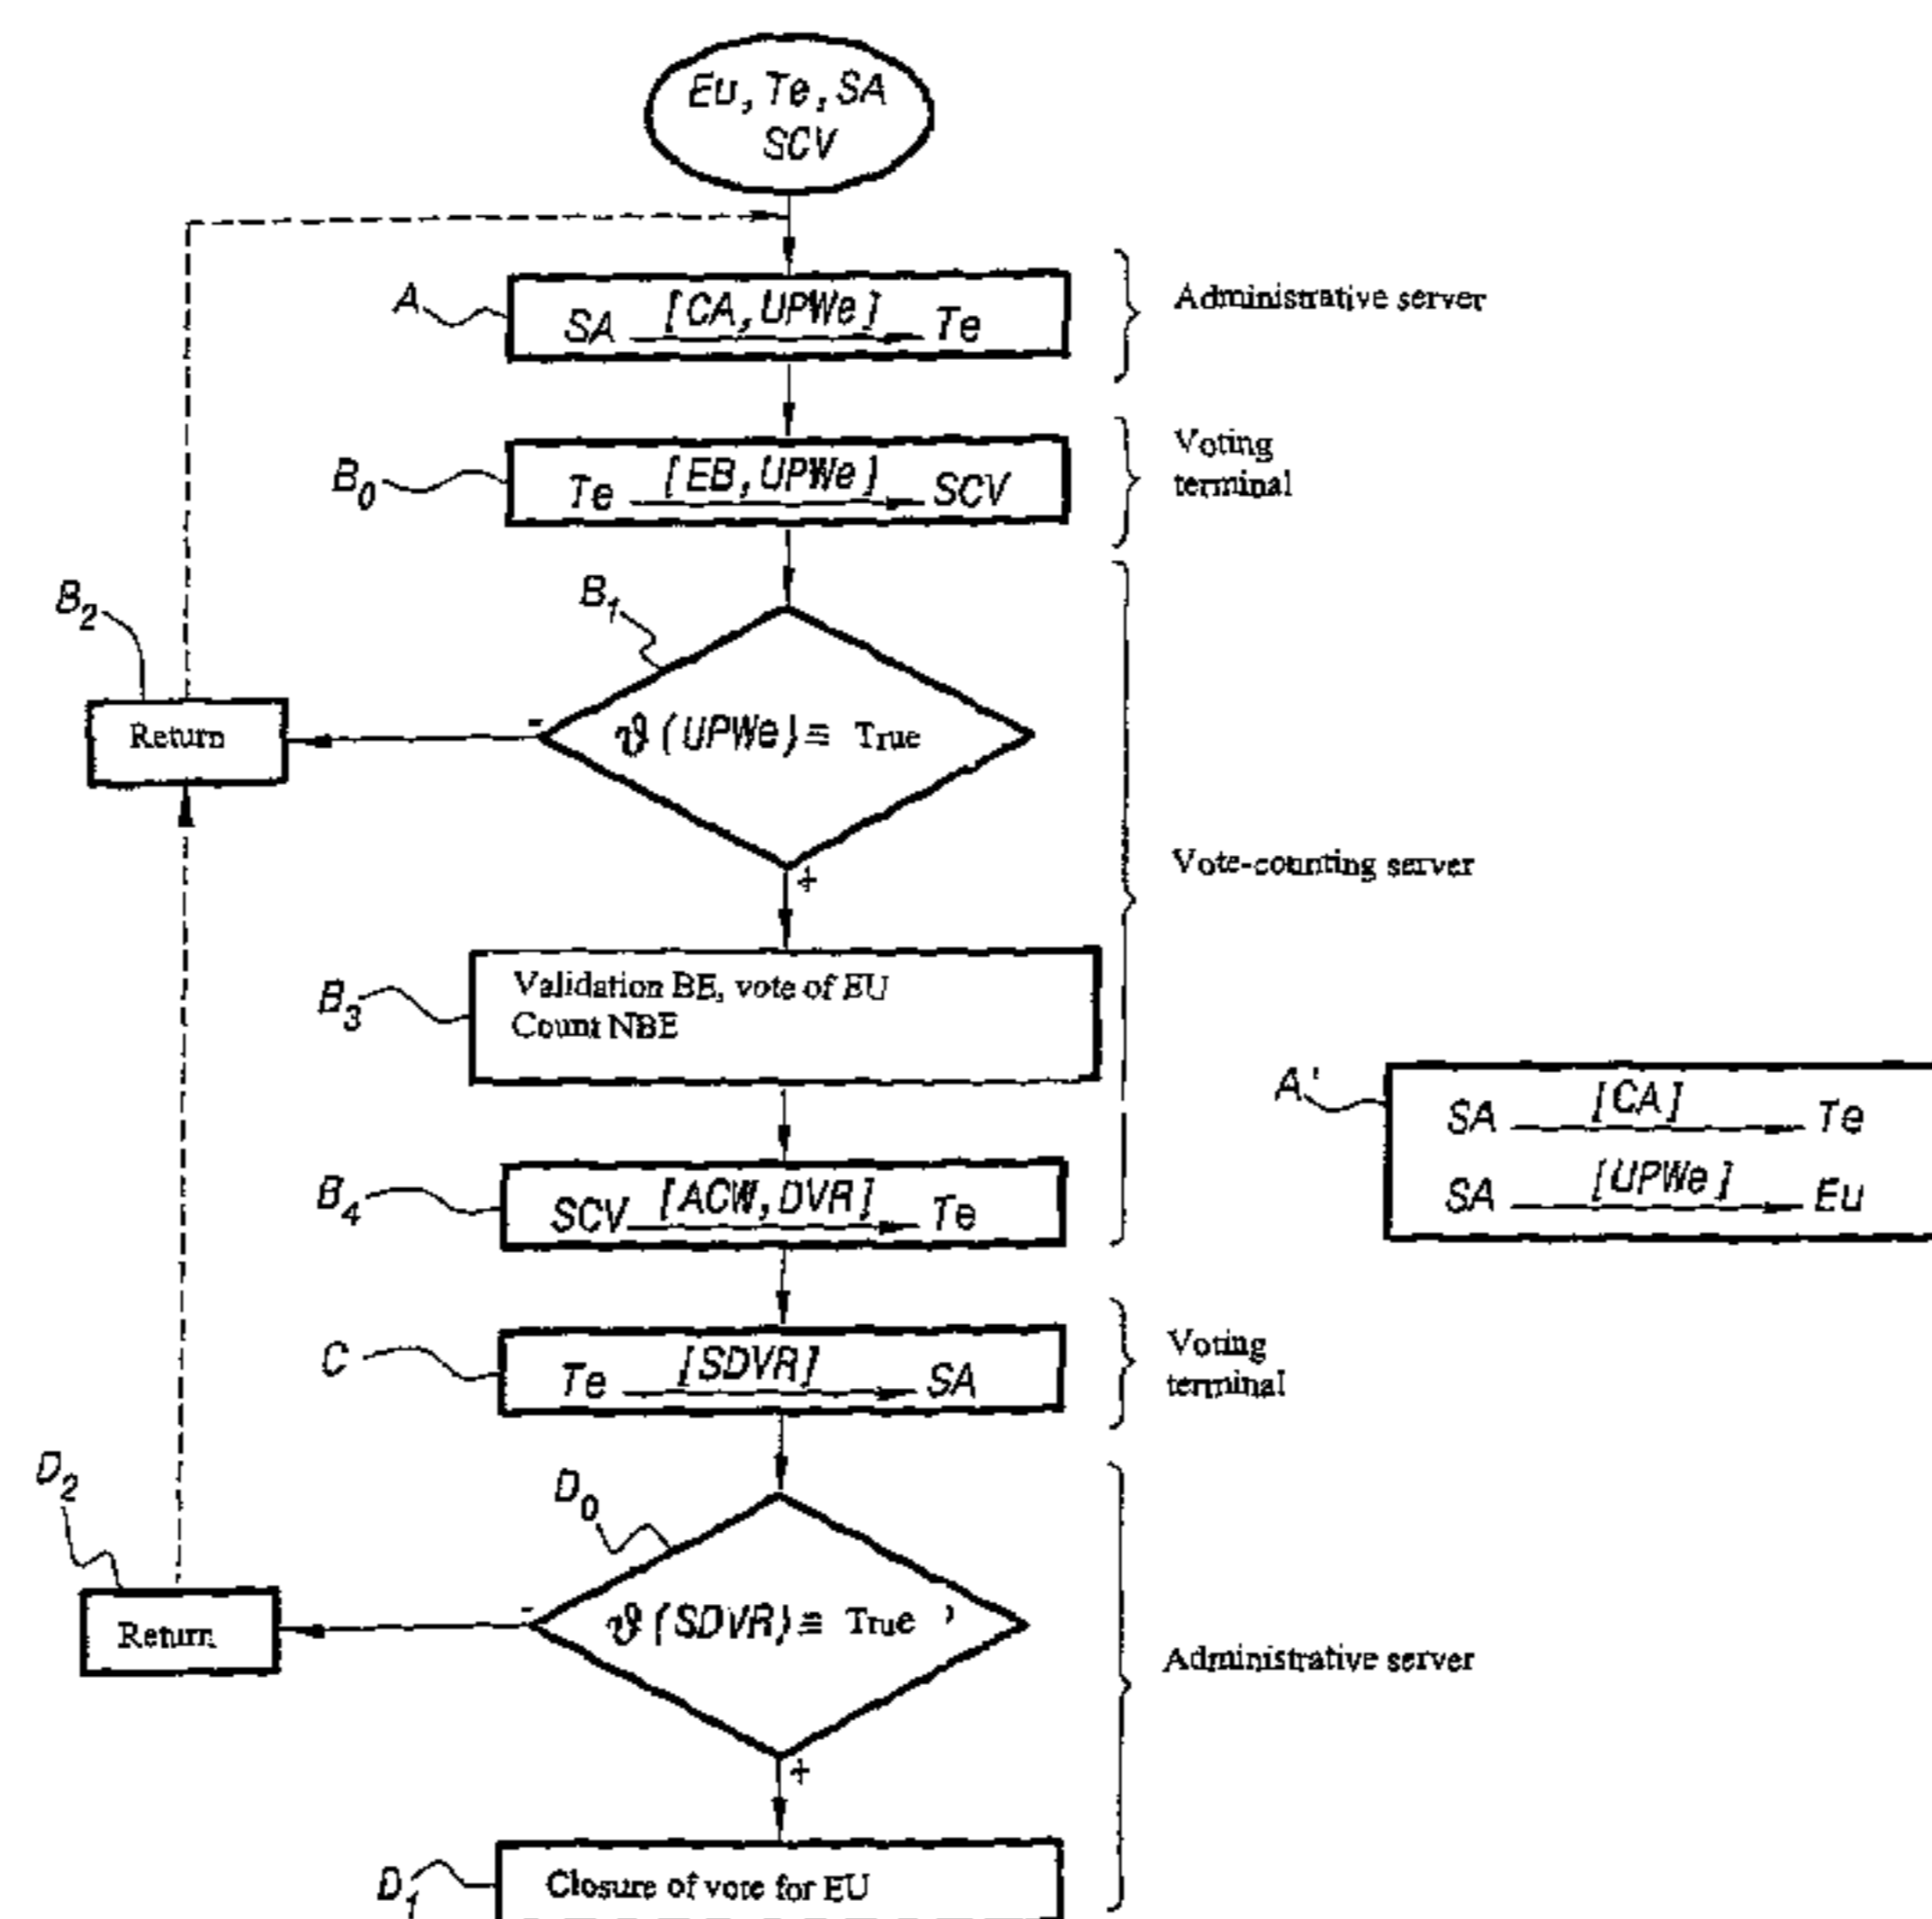 Eu, Te, SA
SCV
A
SA [CA, UPWe] Te
Administrative server
B0
Te [EB, UPWe] SCV
Voting
terminal
B2
B1
Return
-
ϑ (UPWe) ≡ True
+
Vote-counting server
B3
Validation BE, vote of EU
Count NBE
A'
SA [CA] Te
SA [UPWe] Eu
B4
SCV [ACW, DVR] Te
C
Te [SDVR] SA
Voting
terminal
D2
D0
Return
-
ϑ (SDVR) ≡ True ?
+
Administrative server
D1
Closure of vote for EU